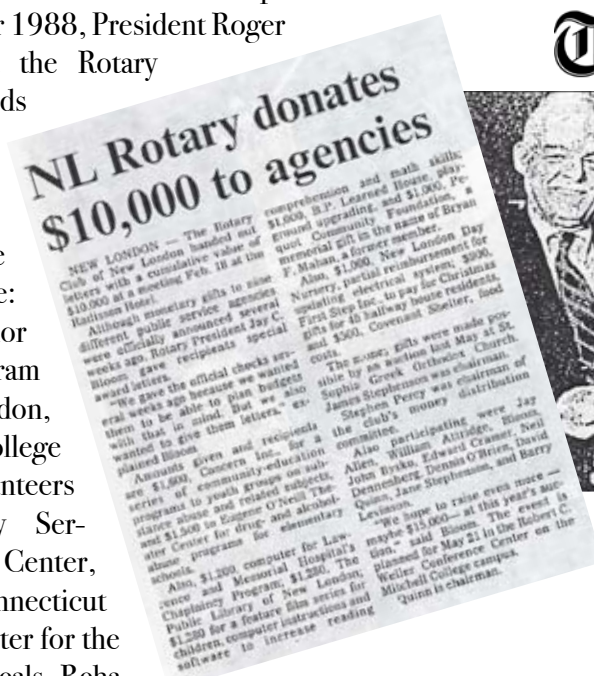 r 1988, President Roger
the Rotary
ds
e
e:
or
ram
don,
ollege
nteers
y Ser-
Center,
nnecticut
ter for the
NL Rotary donates
$10,000 to agencies
NEW LONDON — The Rotary
Club of New London handed out
letters with a cumulative value of
$10,000 at a meeting Feb. 18 at the
Radisson Hotel.
Although monetary gifts to nine
different public service agencies
were officially announced several
weeks ago, Rotary President Jay C.
Bloom gave recipients special
award letters.
"We gave the official checks sev-
eral weeks ago because we wanted
them to be able to plan budgets
with that in mind. But we also
wanted to give them letters," ex-
plained Bloom.
Amounts given and recipients
are $1,800, Concern Inc., for a
series of community-education
programs to youth groups on sub-
stance abuse and related subjects,
and $1,500 to Eugene O'Neill The-
ater Center for drug- and alcohol-
abuse programs for elementary
schools.
Also, $1,200, computer for Law-
rence and Memorial Hospital's
Chaplaincy Program; $1,280, The
Public Library of New London,
$1,280 for a feature film series for
children, computer instructions and
software to increase reading
comprehension and math skills;
$1,000, B.P. Learned House, play-
ground upgrading, and $1,000, Pe-
quot Community Foundation, a
memorial gift in the name of Bryan
F. Mahan, a former member.
Also, $1,000, New London Day
Nursery, partial reimbursement for
updating electrical system; $500,
First Step Inc., to pay for Christmas
gifts for 45 halfway house residents,
and $500, Covenant Shelter, food
costs.
The money gifts were made pos-
sible by an auction last May at St.
Sophia Greek Orthodox Church.
James Stephenson was chairman.
Stephen Percy was chairman of
the club's money distribution
committee.
Also participating were Jay
Allen, William Attridge, Bloom,
John Bysko, Edward Cramer, Neil
Dennesberg, Dennis O'Brien, David
Quinn, Jane Stephenson, and Barry
Levinson.
"We hope to raise even more —
maybe $15,000 — at this year's auc-
tion," said Bloom. The event is
planned for May 21 in the Robert C.
Weller Conference Center on the
Mitchell College campus.
Quinn is chairman.